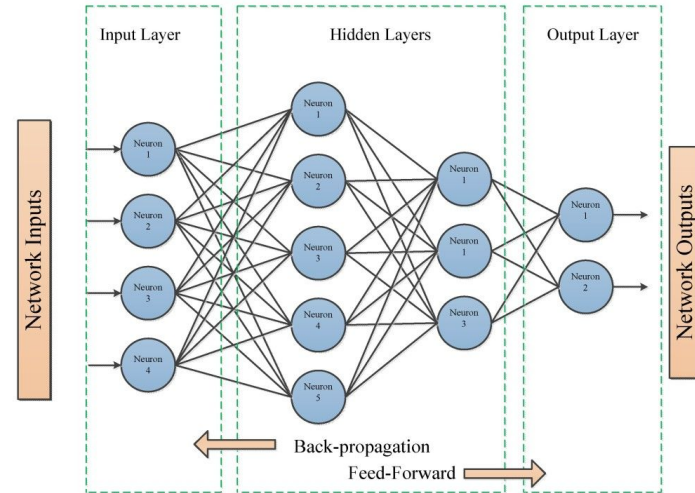 Input Layer
Hidden Layers
Output Layer
Network Inputs
Neuron
1
Neuron
2
Neuron
3
Neuron
4
Neuron
1
Neuron
2
Neuron
3
Neuron
4
Neuron
5
Neuron
1
Neuron
1
Neuron
3
Neuron
1
Neuron
2
Network Outputs
Back-propagation
Feed-Forward